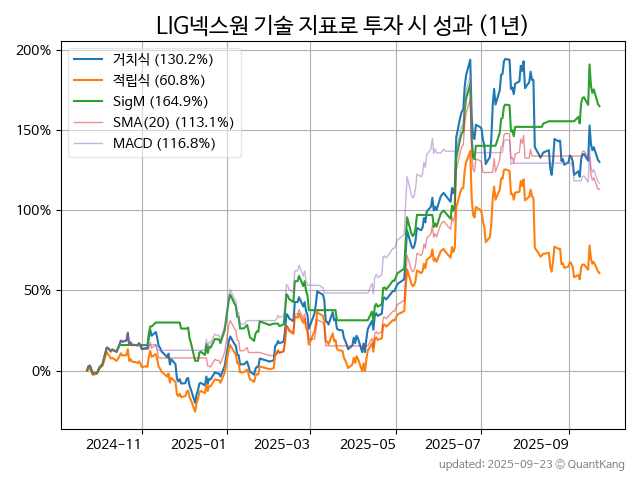 LIG넥스원 기술 지표로 투자 시 성과 (1년)
거치식 (130.2%)
적립식 (60.8%)
SigM (164.9%)
SMA(20) (113.1%)
MACD (116.8%)
200%
150%
100%
50%
0%
2024-11 2025-01 2025-03 2025-05 2025-07 2025-09
updated: 2025-09-23 © QuantKang